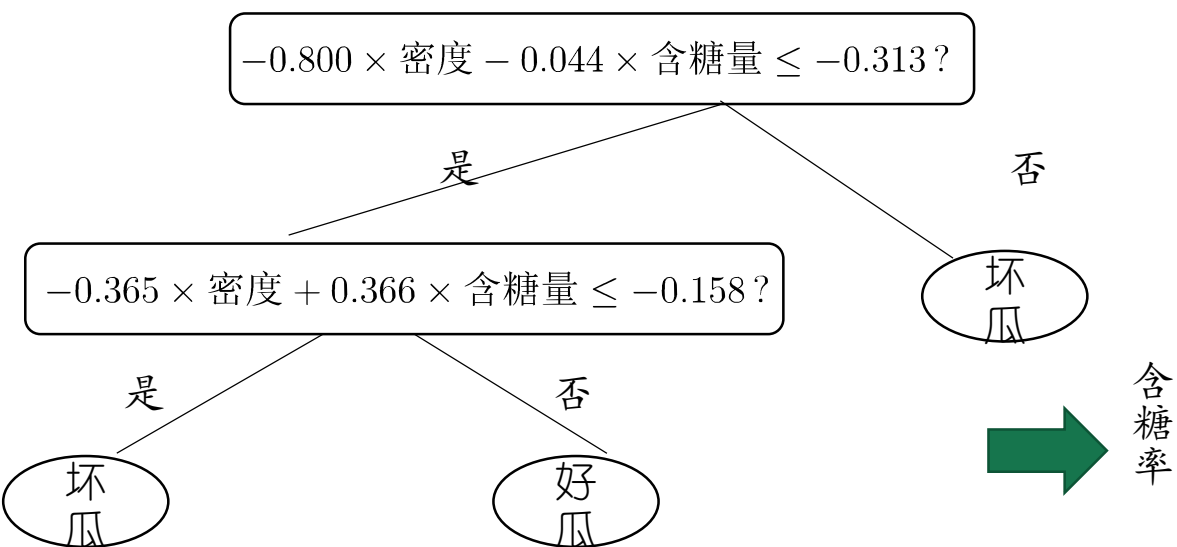 −0.800 × 密度 − 0.044 × 含糖量 ≤ −0.313？
是
否
−0.365 × 密度 + 0.366 × 含糖量 ≤ −0.158？
坏
瓜
是
否
含
糖
率
坏
瓜
好
瓜